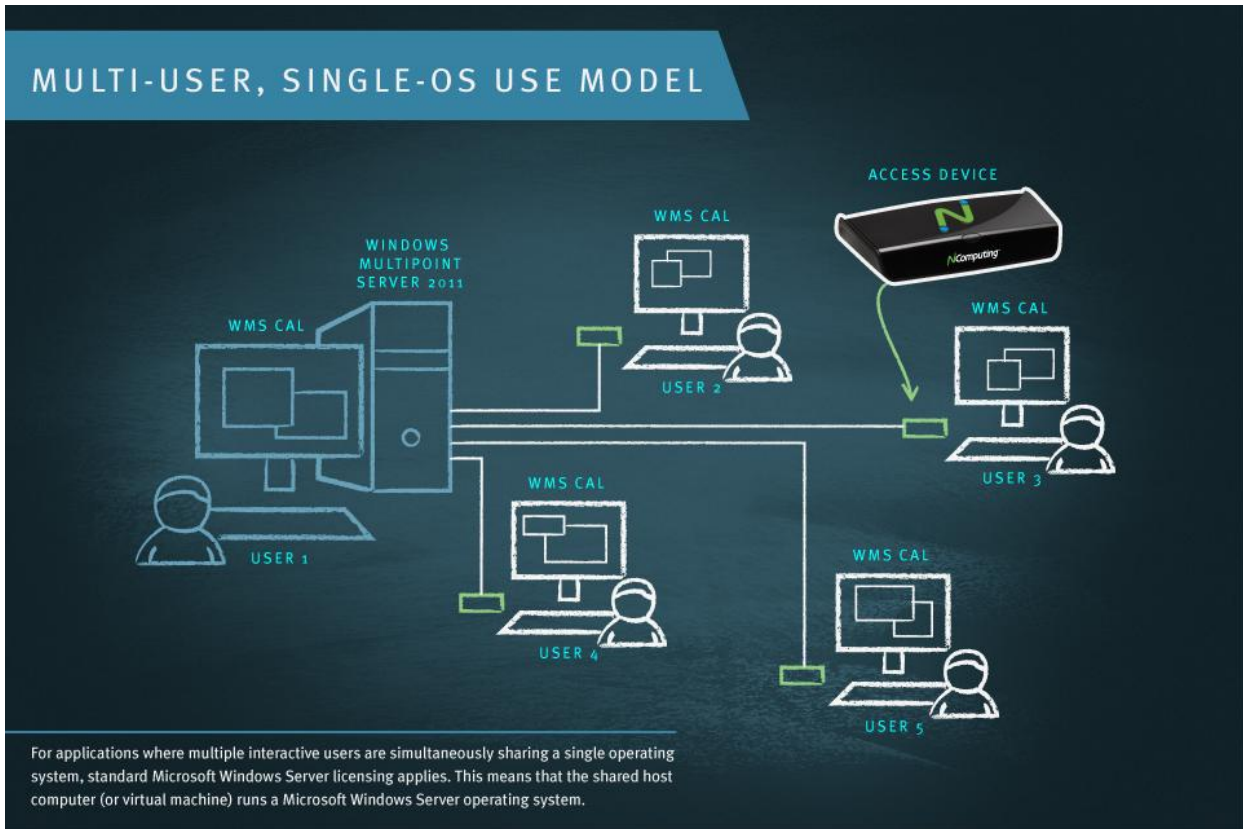 MULTI-USER, SINGLE-OS USE MODEL
ACCESS DEVICE
NComputing
WMS CAL
WINDOWS
MULTIPOINT
SERVER 2011
WMS CAL
WMS CAL
USER 2
WMS CAL
USER 3
USER 1
WMS CAL
USER 4
WMS CAL
USER 5
For applications where multiple interactive users are simultaneously sharing a single operating
system, standard Microsoft Windows Server licensing applies. This means that the shared host
computer (or virtual machine) runs a Microsoft Windows Server operating system.